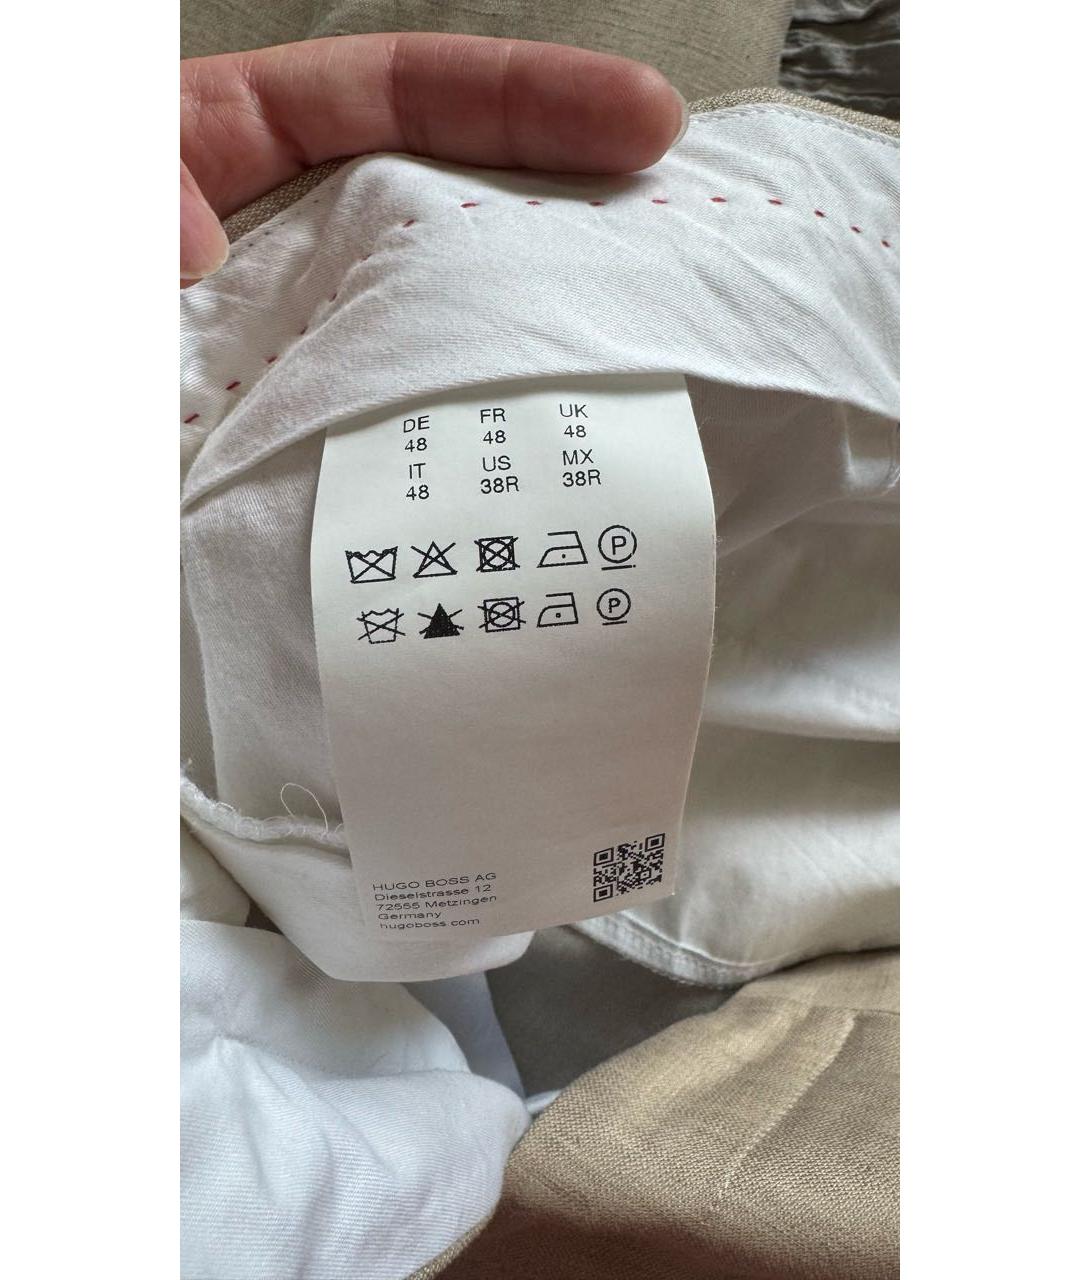 DE FR UK
48 48 48
IT US MX
48 38R 38R
P
P
HUGO BOSS AG
Dieselstrasse 12
72555 Metzingen
Germany
hugoboss.com